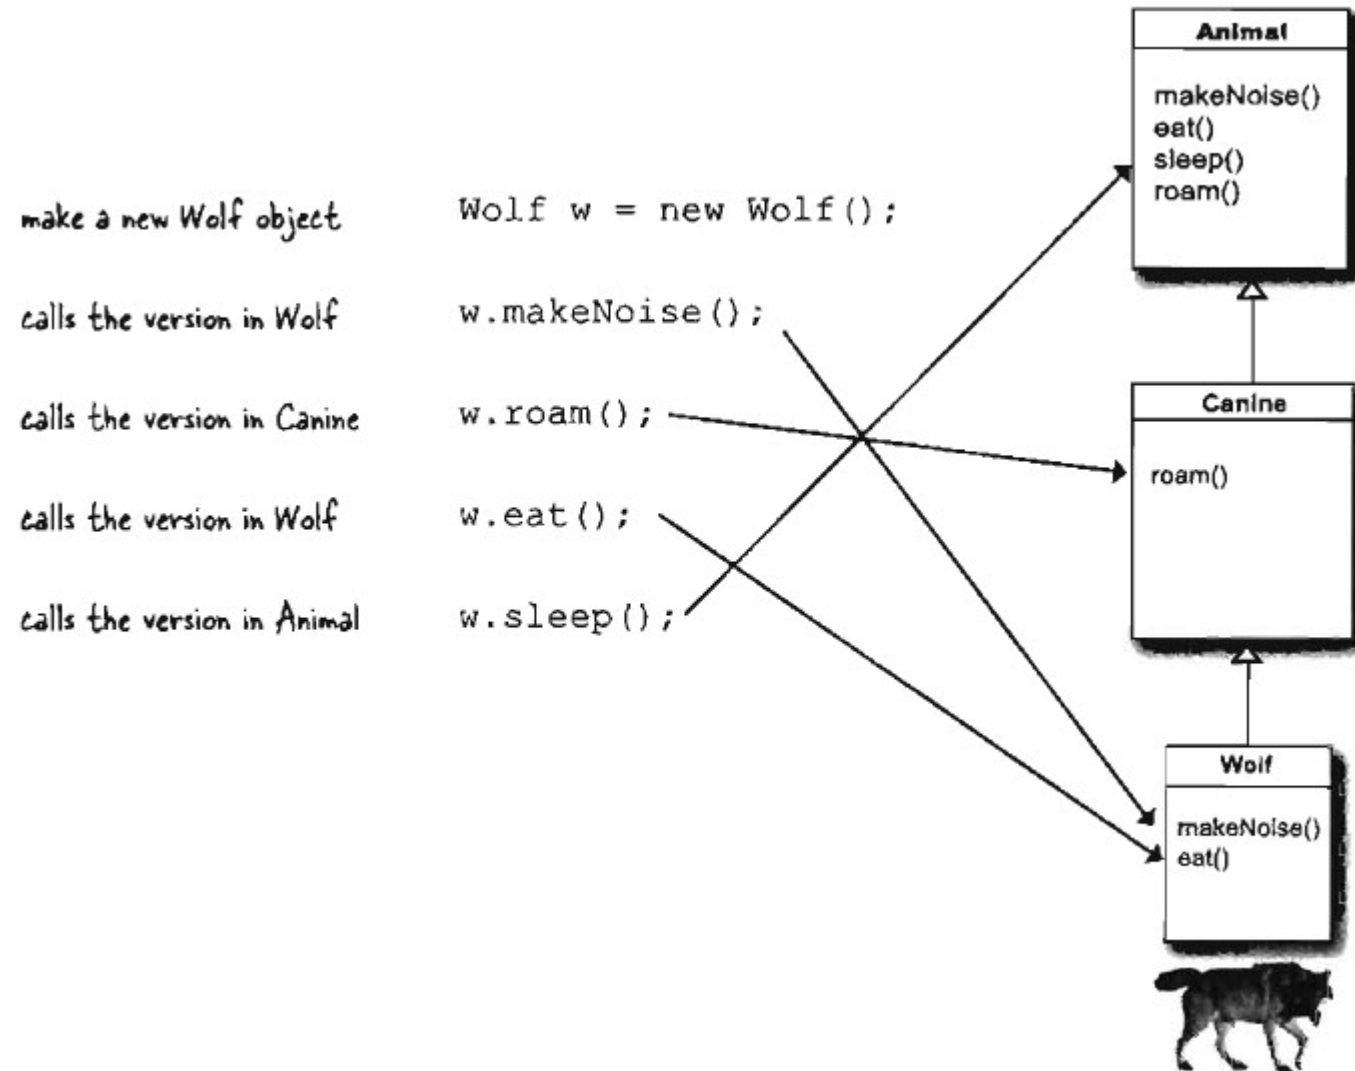 make a new Wolf object Wolf w = new Wolf();
calls the version in Wolf w.makeNoise();
calls the version in Canine w.roam();
calls the version in Wolf w.eat();
calls the version in Animal w.sleep();
Animal
makeNoise()
eat()
sleep()
roam()
Canine
roam()
Wolf
makeNoise()
eat()